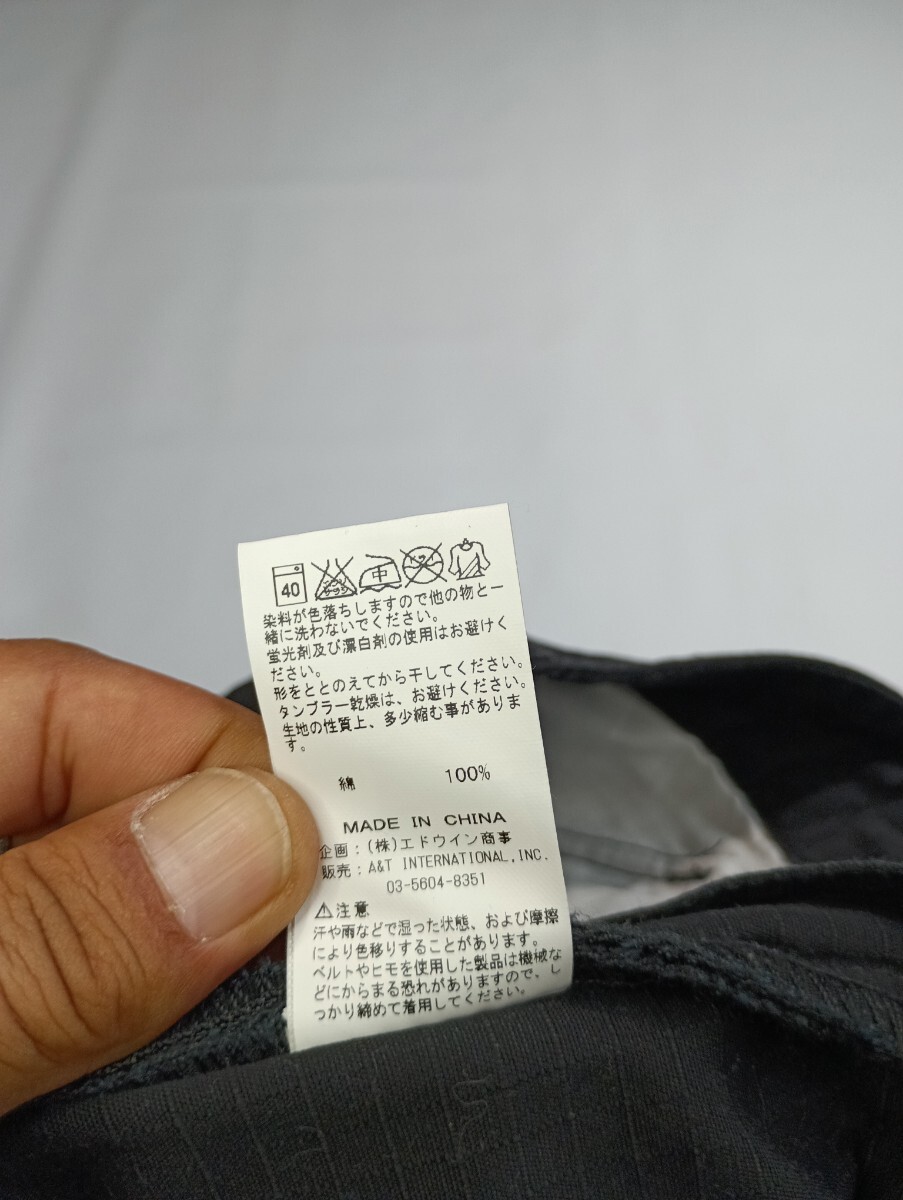 40 エンソ サラシ 中 ドライ
染料が色落ちしますので他の物と一
緒に洗わないでください。
蛍光剤及び漂白剤の使用はお避けく
ださい。
形をととのえてから干してください。
タンブラー乾燥は、お避けください。
生地の性質上、多少縮む事がありま
す。
綿 100%
MADE IN CHINA
企画:(株)エドウイン商事
販売:A&T INTERNATIONAL,INC.
03-5604-8351
⚠注意
汗や雨などで湿った状態、および摩擦
により色移りすることがあります。
ベルトやヒモを使用した製品は機械な
どにからまる恐れがありますので、し
っかり締めて着用してください。